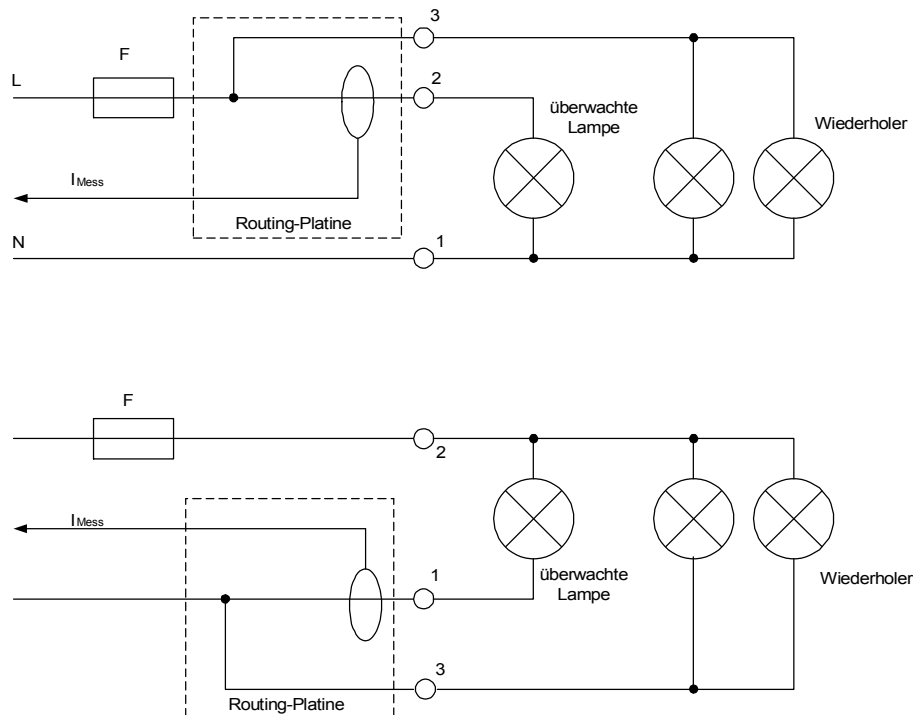 3
F
L
2
überwachte
Lampe
Wiederholer
IMess
Routing-Platine
N
1
F
2
IMess
1
überwachte
Lampe
Wiederholer
3
Routing-Platine